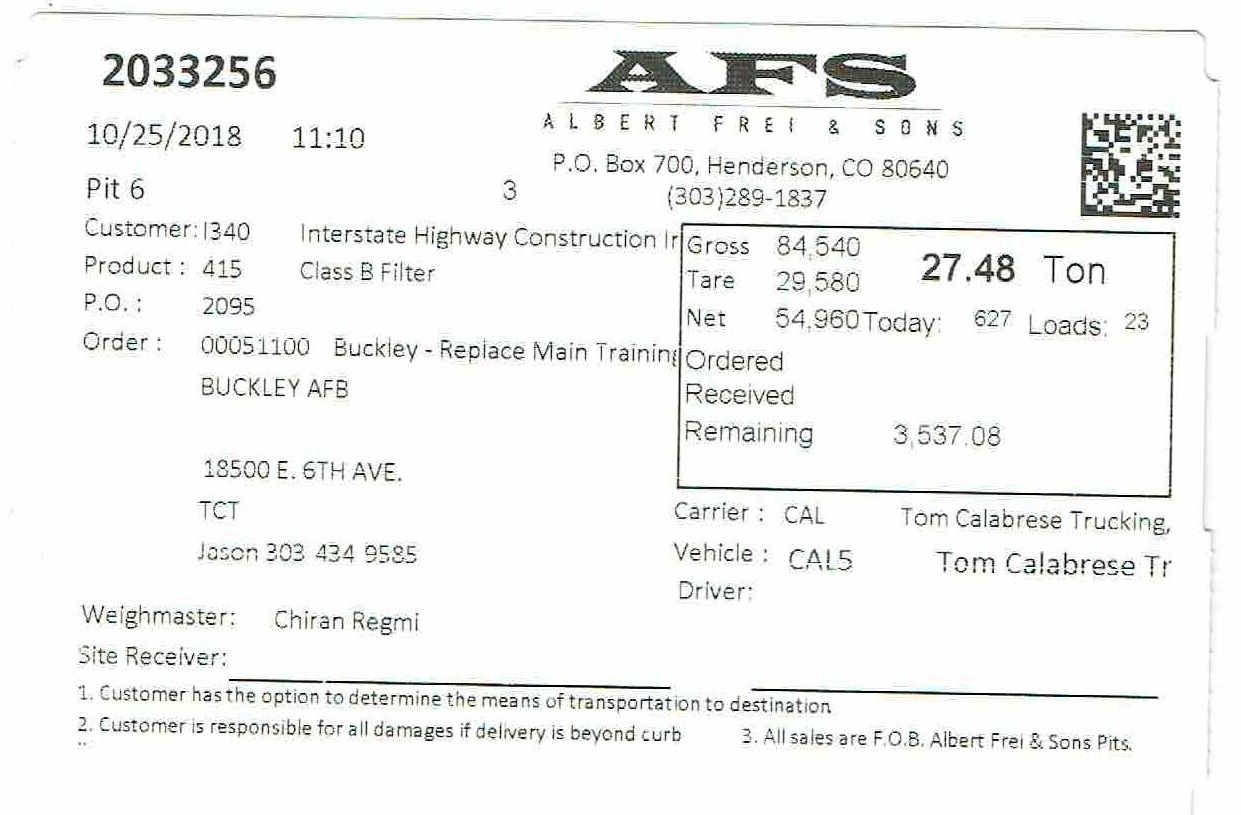 2033256
AFS
ALBERT FREI & SONS
10/25/2018 11:10
P.O. Box 700, Henderson, CO 80640
Pit 6 3 (303)289-1837
Customer: I340 Interstate Highway Construction Ir
Product : 415 Class B Filter
P.O. : 2095
Order : 00051100 Buckley - Replace Main Training
BUCKLEY AFB
18500 E. 6TH AVE.
TCT
Jason 303 434 9585
Gross 84,540 27.48 Ton
Tare 29,580
Net 54,960 Today: 627 Loads: 23
Ordered
Received
Remaining 3,537.08
Carrier : CAL Tom Calabrese Trucking,
Vehicle : CAL5 Tom Calabrese Tr
Driver:
Weighmaster: Chiran Regmi
Site Receiver:
1. Customer has the option to determine the means of transportation to destination
2. Customer is responsible for all damages if delivery is beyond curb 3. All sales are F.O.B. Albert Frei & Sons Pits.